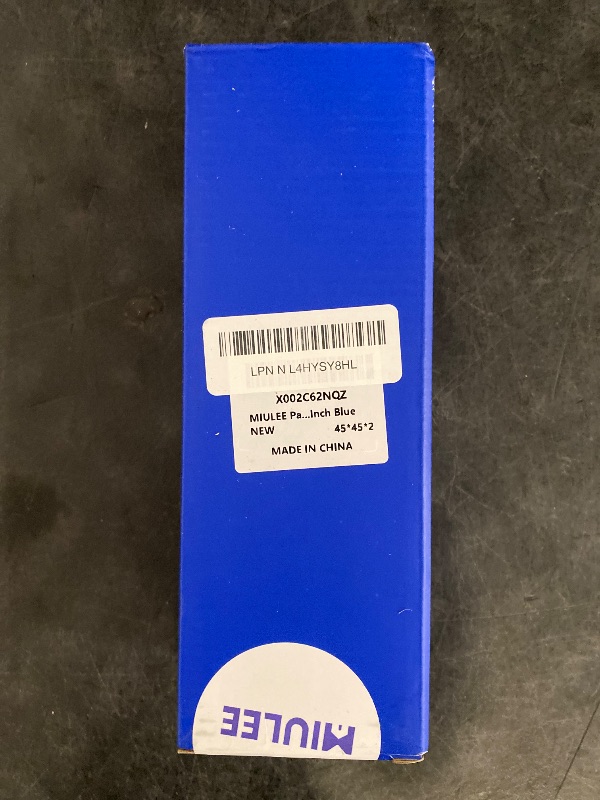 LPN N L4HYSY8HL
X002C62NQZ
MIULEE Pa...Inch Blue
NEW 45*45*2
MADE IN CHINA
MIULEE